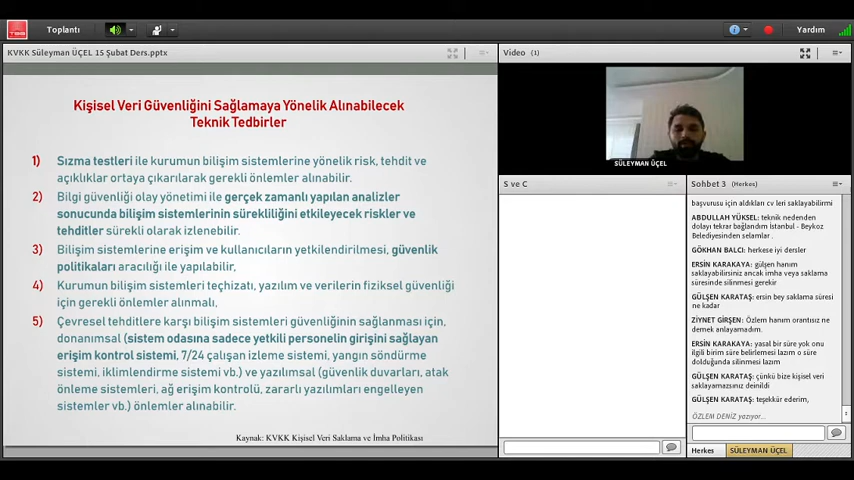 Toplantı
Yardım
KVKK Süleyman ÜÇEL 15 Şubat Ders.pptx
Kişisel Veri Güvenliğini Sağlamaya Yönelik Alınabilecek
Teknik Tedbirler
1) Sızma testleri ile kurumun bilişim sistemlerine yönelik risk, tehdit ve
açıklıklar ortaya çıkarılarak gerekli önlemler alınabilir.
2) Bilgi güvenliği olay yönetimi ile gerçek zamanlı yapılan analizler
sonucunda bilişim sistemlerinin sürekliliğini etkileyecek riskler ve
tehditler sürekli olarak izlenebilir.
3) Bilişim sistemlerine erişim ve kullanıcıların yetkilendirilmesi, güvenlik
politikaları aracılığı ile yapılabilir,
4) Kurumun bilişim sistemleri teçhizatı, yazılım ve verilerin fiziksel güvenliği
için gerekli önlemler alınmalı,
5) Çevresel tehditlere karşı bilişim sistemleri güvenliğinin sağlanması için,
donanımsal (sistem odasına sadece yetkili personelin girişini sağlayan
erişim kontrol sistemi, 7/24 çalışan izleme sistemi, yangın söndürme
sistemi, iklimlendirme sistemi vb.) ve yazılımsal (güvenlik duvarları, atak
önleme sistemleri, ağ erişim kontrolü, zararlı yazılımları engelleyen
sistemler vb.) önlemler alınabilir.
Kaynak: KVKK Kişisel Veri Saklama ve İmha Politikası
Video (1)
SÜLEYMAN ÜÇEL
S ve C
Sohbet 3 (Herkes)
başvurusu için aldıkları cv leri saklayabilirmi
ABDULLAH YÜKSEL: teknik nedenden
dolayı tekrar bağlandım İstanbul - Beykoz
Belediyesinden selamlar .
GÖKHAN BALCI: herkese iyi dersler
ERSİN KARAKAYA: gülşen hanım
saklayabilirsiniz ancak imha veya saklama
süresinde silinmesi gerekir
GÜLŞEN KARATAŞ: ersin bey saklama süresi
ne kadar
ZİYNET GİRŞEN: Özlem hanım orantısız ne
demek anlayamadım.
ERSİN KARAKAYA: yasal bir süre yok onu
ilgili birim süre belirlemesi lazım o süre
dolduğunda silinmesi lazım
GÜLŞEN KARATAŞ: çünkü bize kişisel veri
saklayamazsınız deinildi
GÜLŞEN KARATAŞ: teşekkür ederim,
ÖZLEM DENİZ yazıyor...
Herkes
SÜLEYMAN ÜÇEL